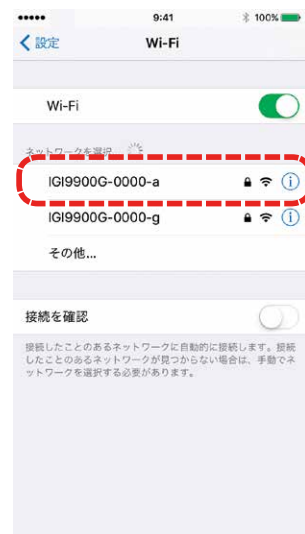 9:41
100%
設定
Wi-Fi
Wi-Fi
ネットワークを選択
IGI9900G-0000-a
IGI9900G-0000-g
その他...
接続を確認
接続したことのあるネットワークに自動的に接続します。接続
したことのあるネットワークが見つからない場合は、手動でネ
ットワークを選択する必要があります。